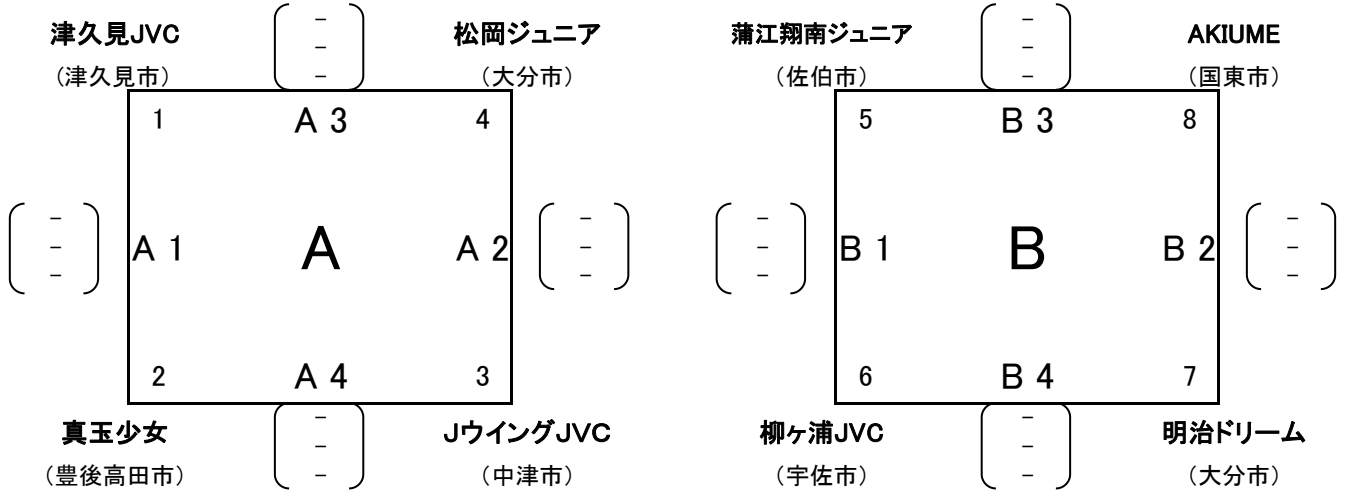 津久見JVC
（津久見市）
松岡ジュニア
（大分市）
-
-
-
1
A 3
4
-
-
-
A 1
A
A 2
-
-
-
2
A 4
3
真玉少女
（豊後高田市）
JウイングJVC
（中津市）
-
-
-
蒲江翔南ジュニア
（佐伯市）
AKIUME
（国東市）
-
-
-
5
B 3
8
-
-
-
B 1
B
B 2
-
-
-
6
B 4
7
柳ヶ浦JVC
（宇佐市）
明治ドリーム
（大分市）
-
-
-